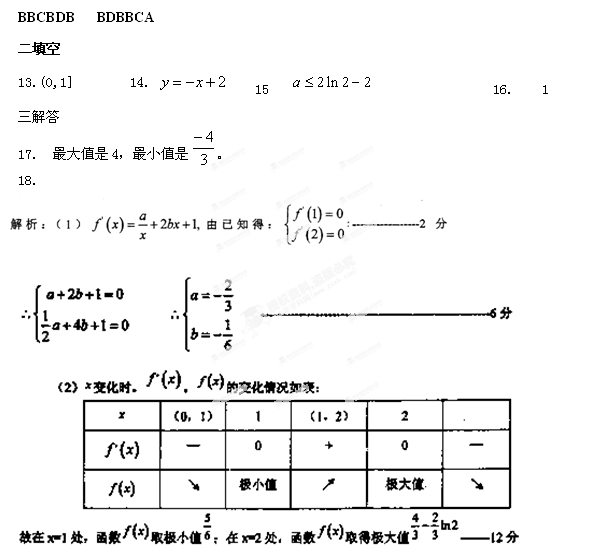 BBCBDB BDBBCA
二填空
13.(0,1] 14. y=-x+2 15 a≤2ln2-2 16. 1
三解答
17. 最大值是4，最小值是 -4/3 。
18.
解析：（1） f'(x)=a/x+2bx+1, 由已知得： {f'(1)=0 f'(2)=0 : -----------------2 分
∴{a+2b+1=0 1/2a+4b+1=0 ∴{a=-2/3 b=-1/6 -----------------6分
（2）x变化时。f'(x)，f(x)的变化情况如表：
x (0，1) 1 (1，2) 2
f'(x) — 0 + 0 —
f(x) ↘ 极小值 ↗ 极大值 ↘
故在x=1处，函数f(x)取极小值5/6；在x=2处，函数f(x)取得极大值4/3-2/3ln2 ——12分